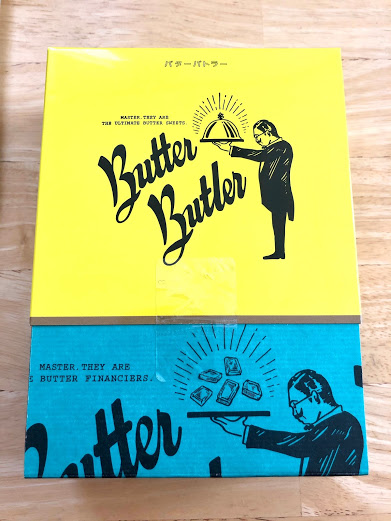 バターバトラー
MASTER.THEY ARE
THE ULTIMATE BUTTER SWEETS.
Butter
Butler
MASTER.THEY ARE
E BUTTER FINANCIERS.
Butter